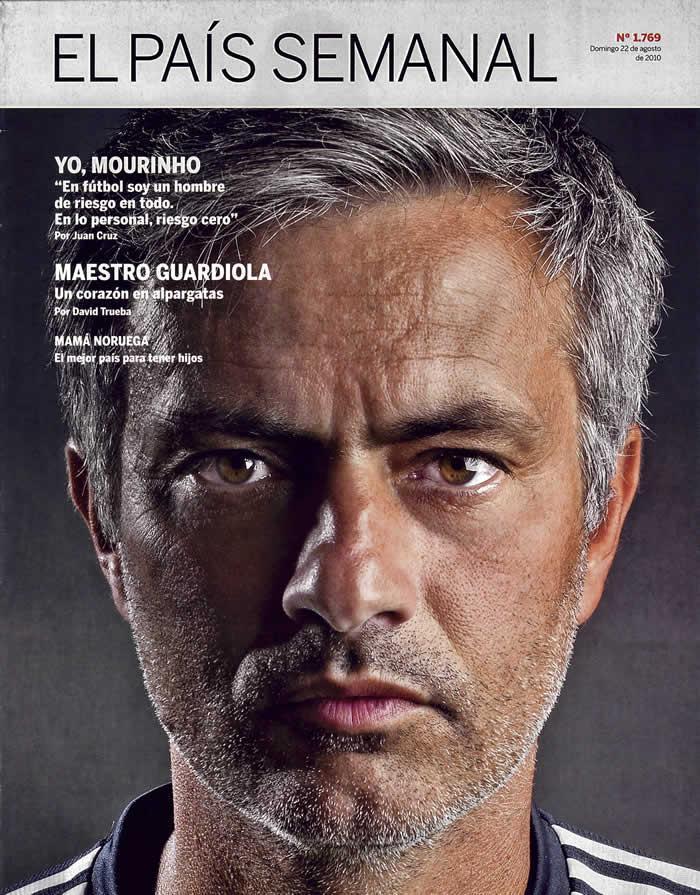 EL PAÍS SEMANAL
Nº 1.769
Domingo 22 de agosto
de 2010
YO, MOURINHO
“En fútbol soy un hombre
de riesgo en todo.
En lo personal, riesgo cero”
Por Juan Cruz
MAESTRO GUARDIOLA
Un corazón en alpargatas
Por David Trueba
MAMÁ NORUEGA
El mejor país para tener hijos